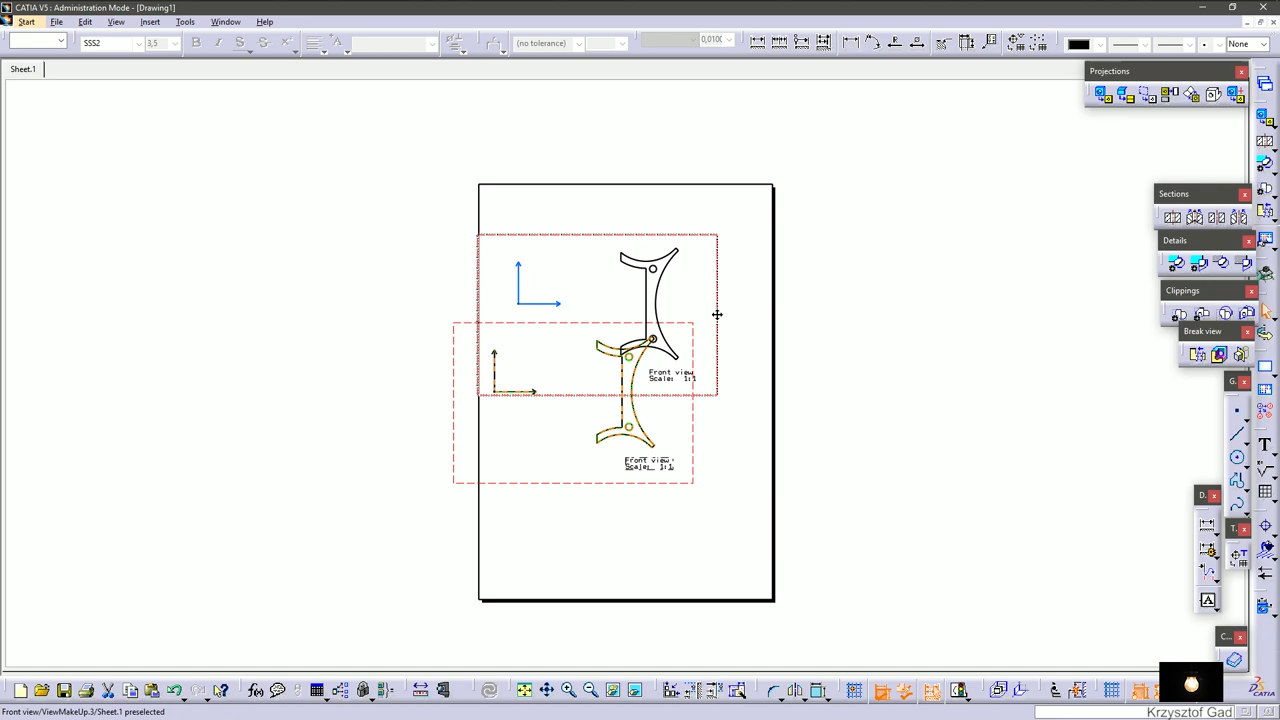 CATIA V5 : Administration Mode - [Drawing1]
Start File Edit View Insert Tools Window Help
SSS2 3,5 (no tolerance) 0,010( None
Sheet.1
Projections
Sections
Details
Clippings
Break view
G.
Front view
Scale: 1:1
Front view
Scale: 1:1
D.
T.
C...
CATIA
Front view/ViewMakeUp.3/Sheet.1 preselected
Krzysztof Gad